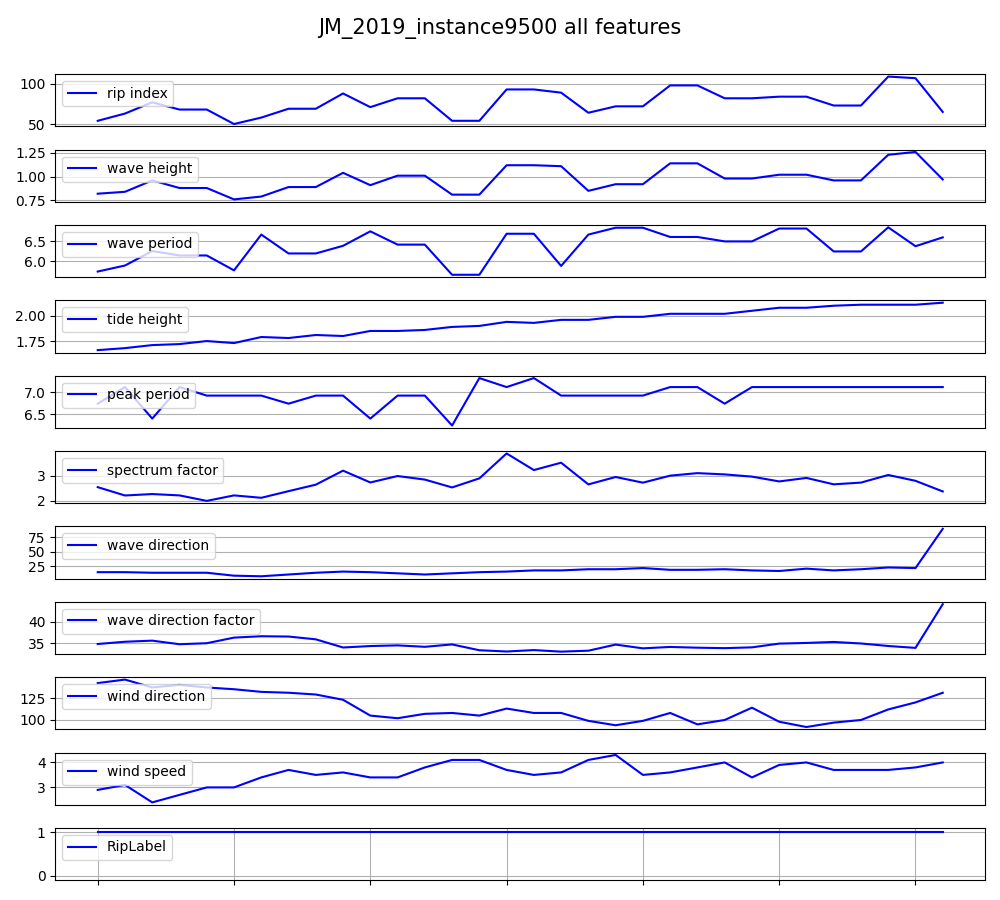 JM_2019_instance9500 all features
100
50
rip index
1.25
1.00
0.75
wave height
6.5
6.0
wave period
2.00
1.75
tide height
7.0
6.5
peak period
3
2
spectrum factor
75
50
25
wave direction
40
35
wave direction factor
125
100
wind direction
4
3
wind speed
1
0
RipLabel